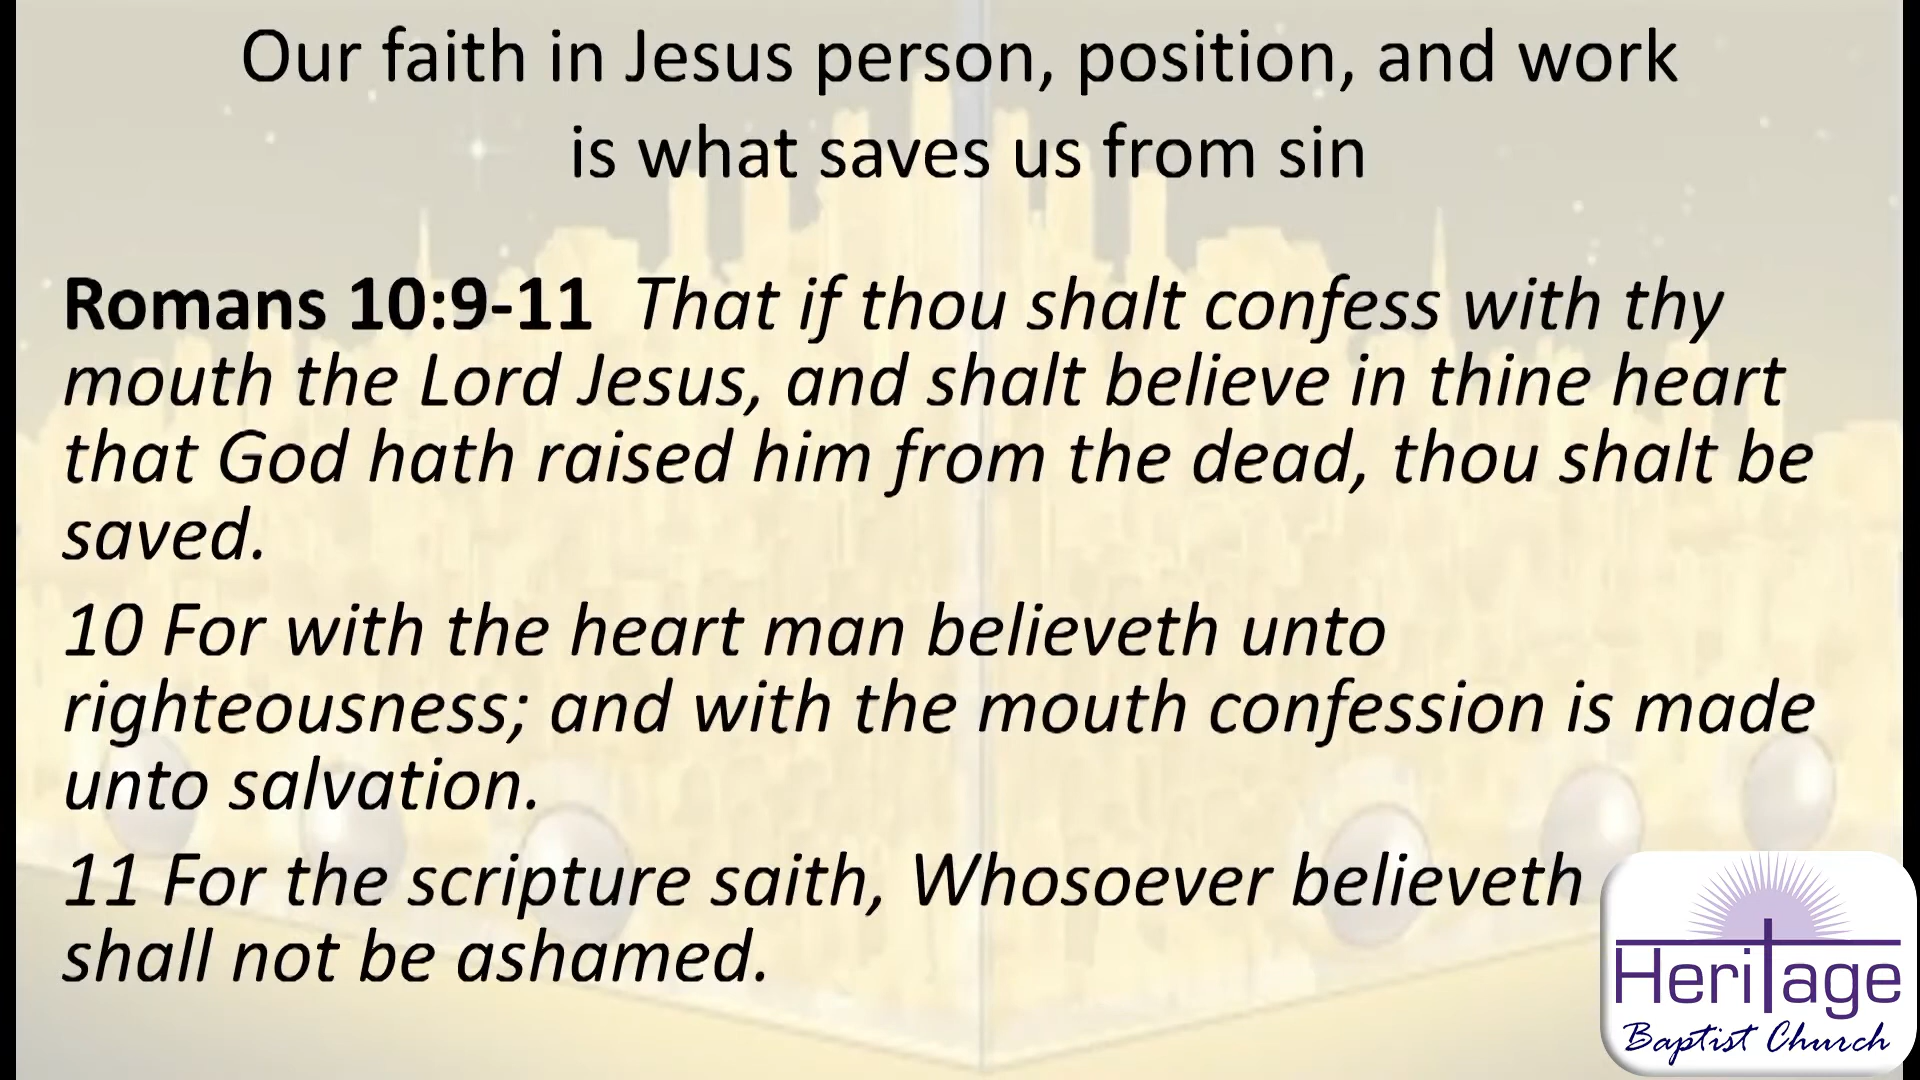 Our faith in Jesus person, position, and work
is what saves us from sin
Romans 10:9-11 That if thou shalt confess with thy
mouth the Lord Jesus, and shalt believe in thine heart
that God hath raised him from the dead, thou shalt be
saved.
10 For with the heart man believeth unto
righteousness; and with the mouth confession is made
unto salvation.
11 For the scripture saith, Whosoever believeth
shall not be ashamed.
Heritage
Baptist Church